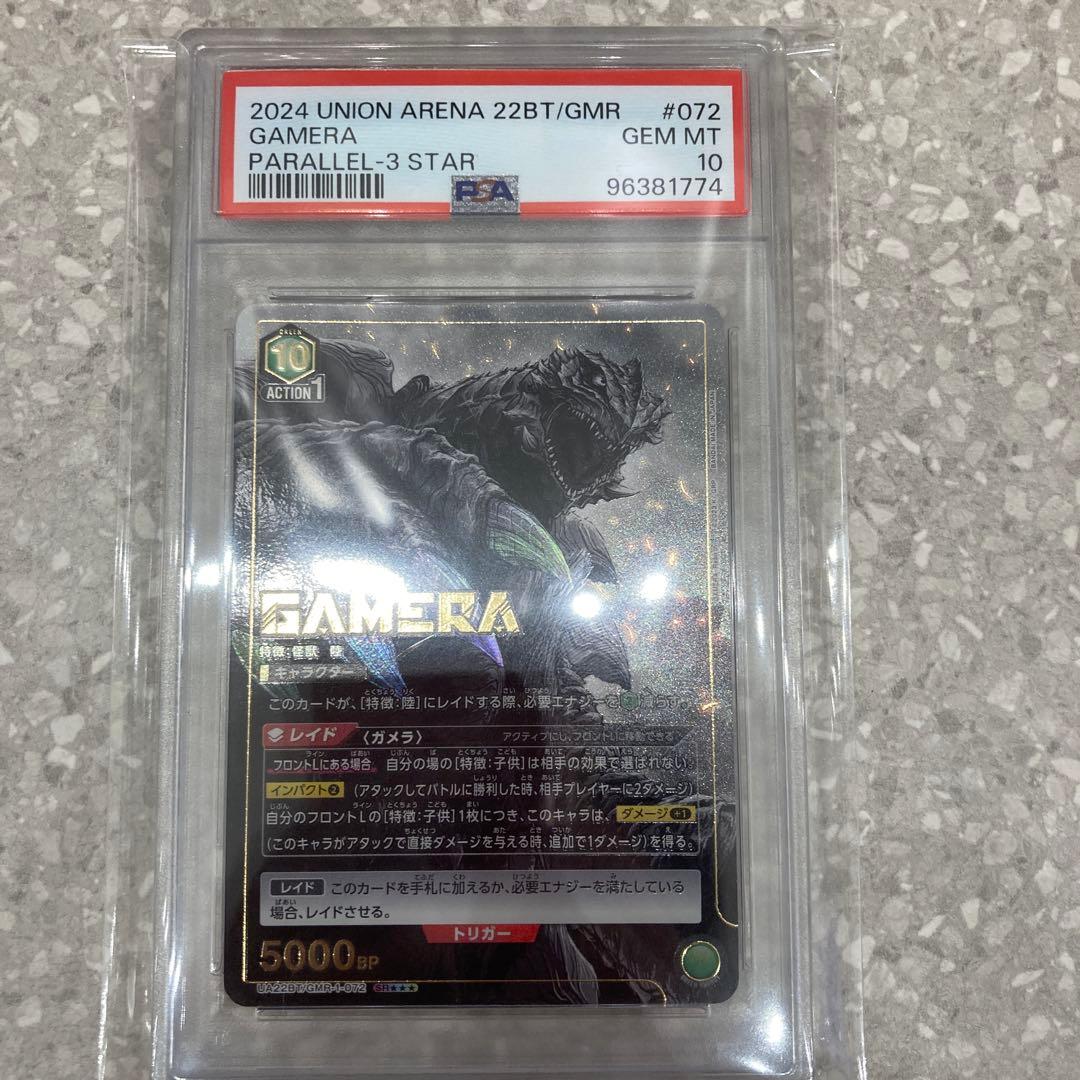 2024 UNION ARENA 22BT/GMR #072
GAMERA GEM MT
PARALLEL-3 STAR 10
PSA 96381774
10
ACTION 1
GAMERA
特徴:怪獣 陸
キャラクター
このカードが、[特徴:陸]にレイドする際、必要エナジーを2減らす。
レイド 〈ガメラ〉 アクティブにし、フロントLに移動できる
フロントLにある場合 自分の場の[特徴:子供]は相手の効果で選ばれない。
インパクト2 (アタックしてバトルに勝利した時、相手プレイヤーに2ダメージ)
自分のフロントLの[特徴:子供]1枚につき、このキャラは、ダメージ+1
(このキャラがアタックで直接ダメージを与える時、追加で1ダメージ)を得る。
レイド このカードを手札に加えるか、必要エナジーを満たしている
場合、レイドさせる。
トリガー
5000BP
UA22BT/GMR-1-072 SR★★★